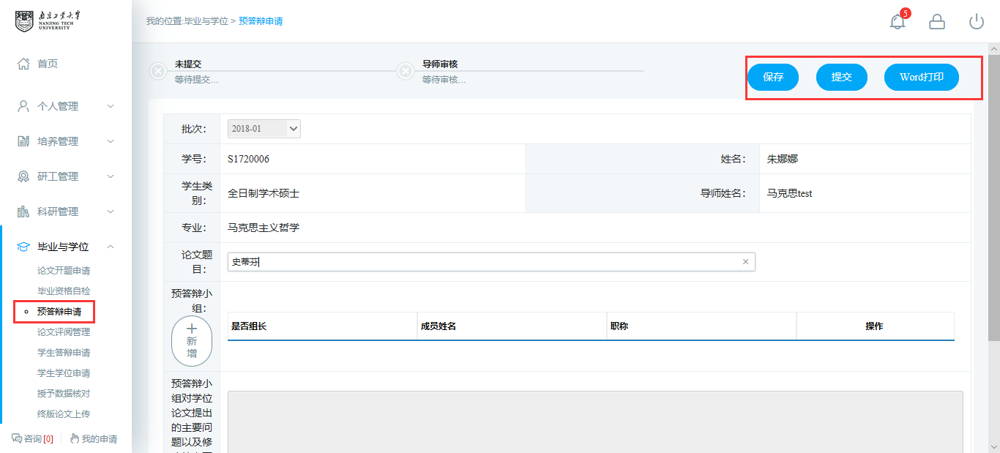 南京工业大学
NANJING TECH
UNIVERSITY
我的位置:毕业与学位 > 预答辩申请
5
首页
个人管理
培养管理
研工管理
科研管理
毕业与学位
论文开题申请
毕业资格自检
预答辩申请
论文评阅管理
学生答辩申请
学生学位申请
授予数据核对
终版论文上传
咨询[0]
我的申请
未提交
等待提交...
导师审核
等待审核...
保存
提交
Word打印
批次:
2018-01
学号:
S1720006
姓名:
朱娜娜
学生类
别:
全日制学术硕士
导师姓名:
马克思test
专业:
马克思主义哲学
论文题
目:
史蒂芬
预答辩小
组:
新
增
是否组长
成员姓名
职称
操作
预答辩小
组对学位
论文提出
的主要问
题以及修